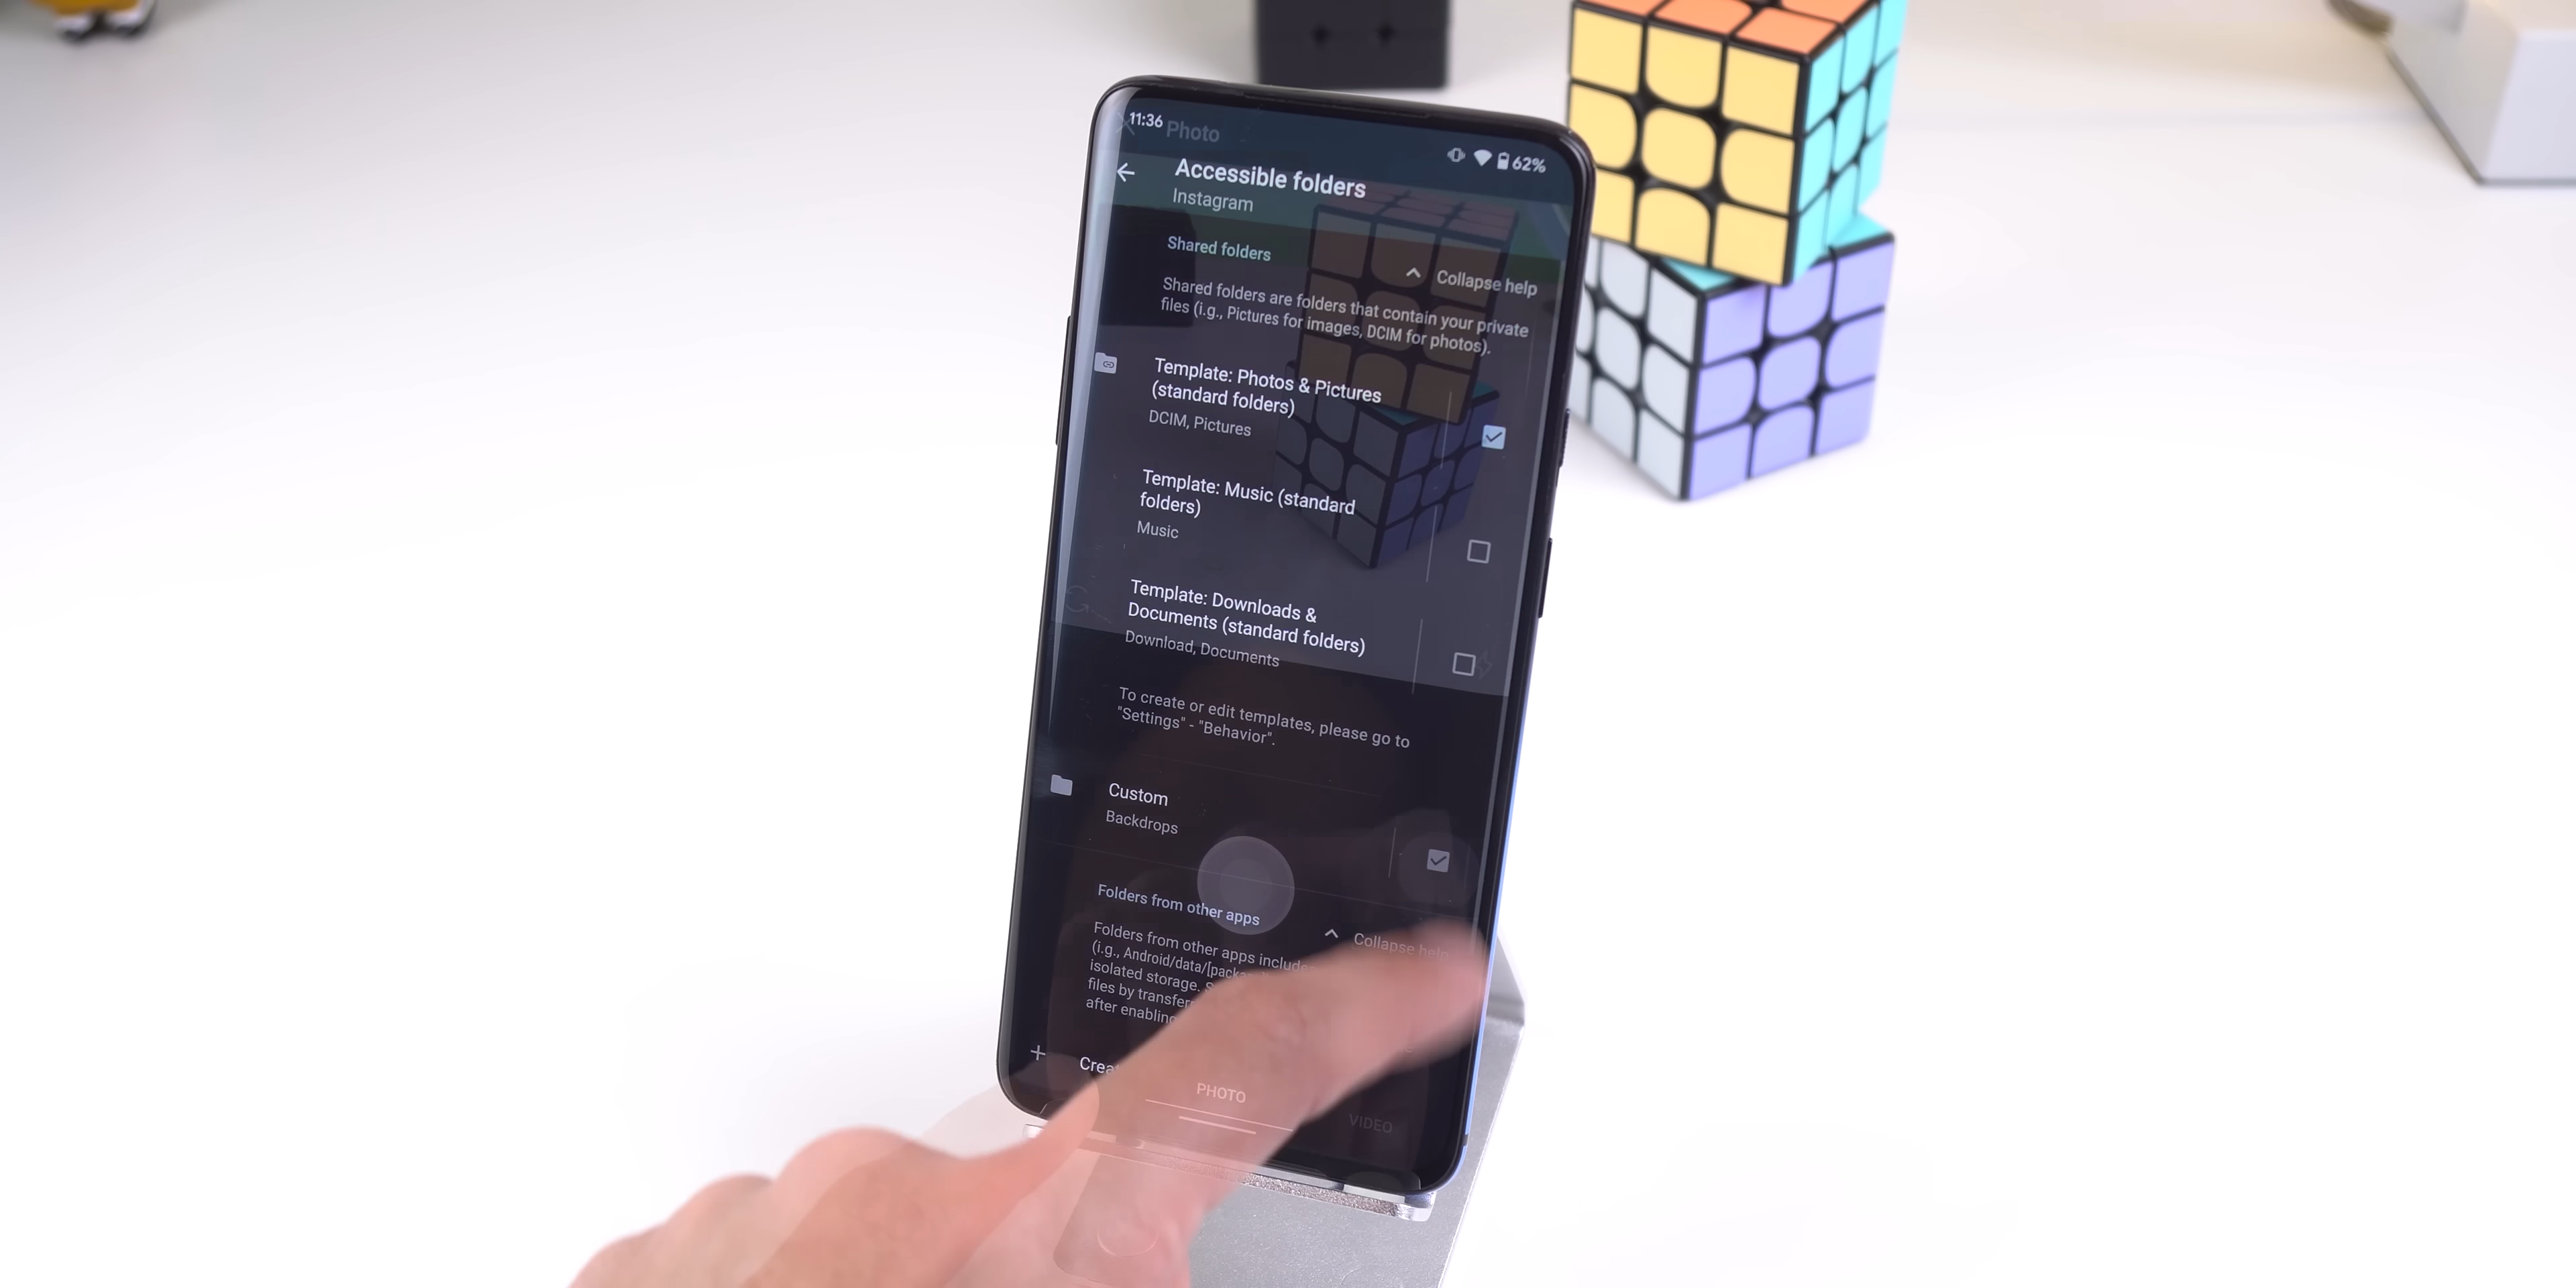 11:36
Photo
62%
Accessible folders
Instagram
Shared folders
Collapse help
Shared folders are folders that contain your private
files (i.g., Pictures for images, DCIM for photos).
Template: Photos & Pictures
(standard folders)
DCIM, Pictures
Template: Music (standard
folders)
Music
Template: Downloads &
Documents (standard folders)
Download, Documents
To create or edit templates, please go to
"Settings" - "Behavior".
Custom
Backdrops
Folders from other apps
Collapse help
Folders from other apps include
(i.g., Android/data/[packa
isolated storage.
files by transfer
after enabling
Crea
PHOTO
VIDEO